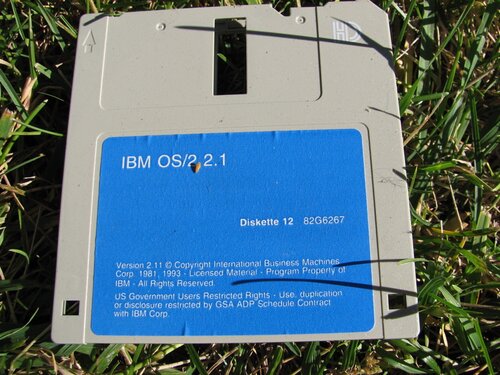 HD
IBM OS/2 2.1
Diskette 12 82G6267
Version 2.11 © Copyright International Business Machines
Corp. 1981, 1993 - Licensed Material - Program Property of
IBM - All Rights Reserved
US Government Users Restricted Rights - Use, duplication
or disclosure restricted by GSA ADP Schedule Contract
with IBM Corp.